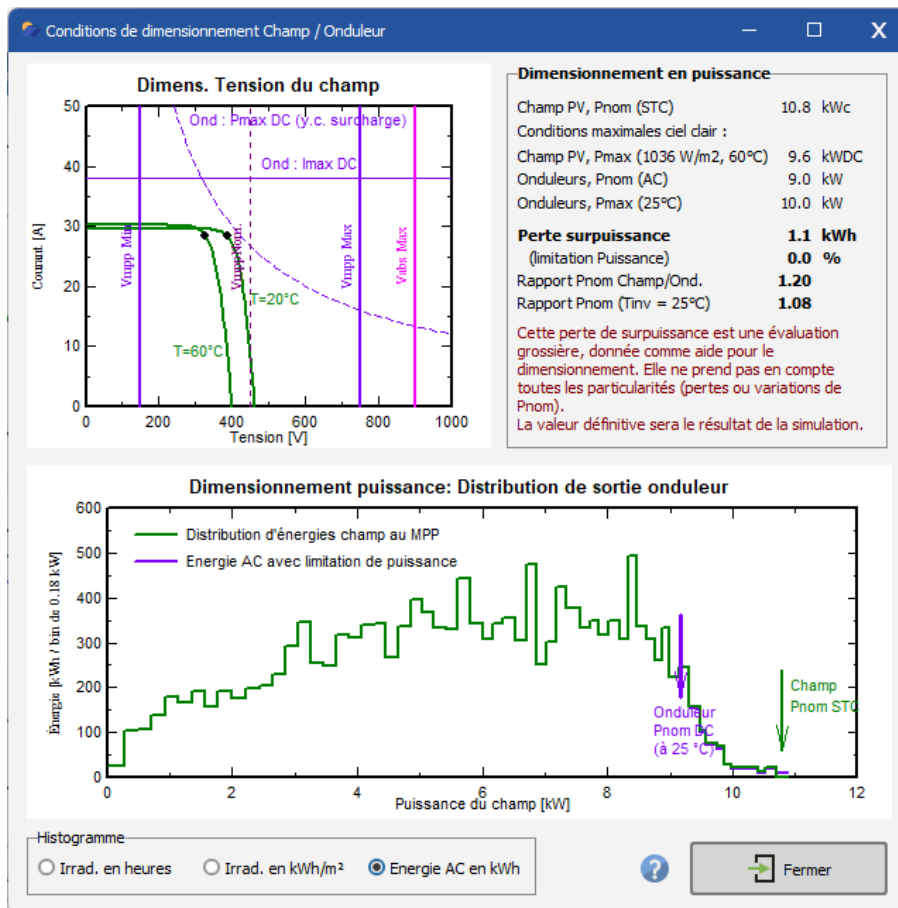 Conditions de dimensionnement Champ / Onduleur
X
Dimens. Tension du champ
50
40
30
20
10
0
Courant [A]
Ond : Pmax DC (y.c. surcharge)
Ond : Imax DC
Vmpp Min
Vmpp Nom.
Vmpp Max
Vabs Max
T=20°C
T=60°C
0
200
400
600
800
1000
Tension [V]
Dimensionnement en puissance
Champ PV, Pnom (STC) 10.8 kWc
Conditions maximales ciel clair :
Champ PV, Pmax (1036 W/m2, 60°C) 9.6 kWDC
Onduleurs, Pnom (AC) 9.0 kW
Onduleurs, Pmax (25°C) 10.0 kW
Perte surpuissance 1.1 kWh
(limitation Puissance) 0.0 %
Rapport Pnom Champ/Ond. 1.20
Rapport Pnom (Tinv = 25°C) 1.08
Cette perte de surpuissance est une évaluation
grossière, donnée comme aide pour le
dimensionnement. Elle ne prend pas en compte
toutes les particularités (pertes ou variations de
Pnom).
La valeur définitive sera le résultat de la simulation.
Dimensionnement puissance: Distribution de sortie onduleur
600
500
400
300
200
100
0
Énergie [kWh / bin de 0.18 kW]
Distribution d'énergies champ au MPP
Energie AC avec limitation de puissance
Onduleur
Pnom DC
(à 25 °C)
Champ
Pnom STC
0
2
4
6
8
10
12
Puissance du champ [kW]
Histogramme
Irrad. en heures
Irrad. en kWh/m²
Energie AC en kWh
?
Fermer